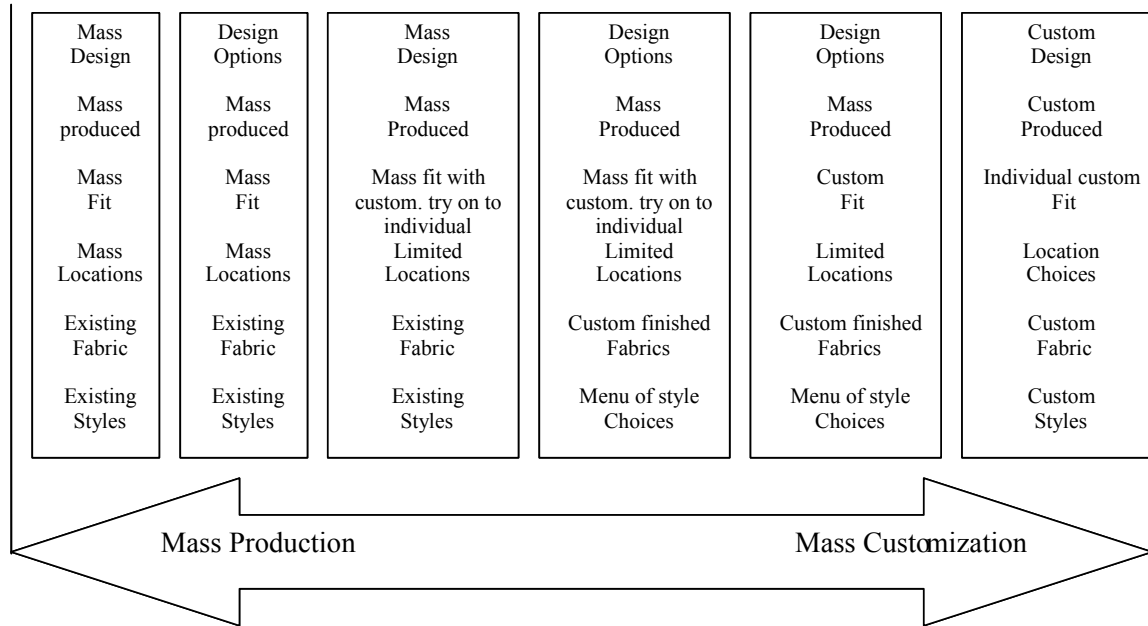 Mass
Design
Mass
produced
Mass
Fit
Mass
Locations
Existing
Fabric
Existing
Styles
Design
Options
Mass
produced
Mass
Fit
Mass
Locations
Existing
Fabric
Existing
Styles
Mass
Design
Mass
Produced
Mass fit with
custom. try on to
individual
Limited
Locations
Existing
Fabric
Existing
Styles
Design
Options
Mass
Produced
Mass fit with
custom. try on to
individual
Limited
Locations
Custom finished
Fabrics
Menu of style
Choices
Design
Options
Mass
Produced
Custom
Fit
Limited
Locations
Custom finished
Fabrics
Menu of style
Choices
Custom
Design
Custom
Produced
Individual custom
Fit
Location
Choices
Custom
Fabric
Custom
Styles
Mass Production
Mass Customization